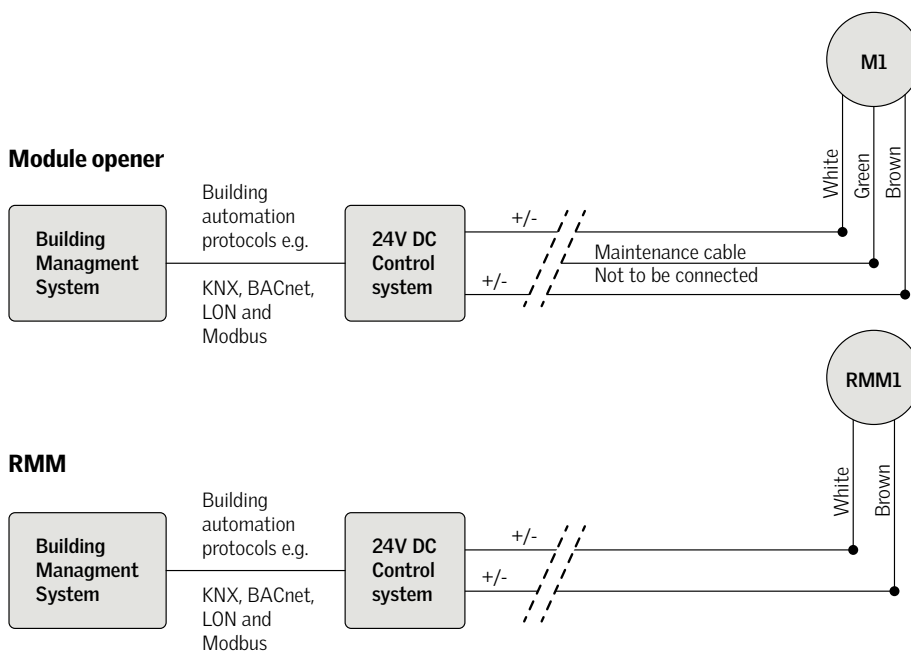 M1
White
Green
Brown
Module opener
Building
Managment
System
Building
automation
protocols e.g.
KNX, BACnet,
LON and
Modbus
24V DC
Control
system
+/-
+/-
Maintenance cable
Not to be connected
RMM1
White
Brown
RMM
Building
Managment
System
Building
automation
protocols e.g.
KNX, BACnet,
LON and
Modbus
24V DC
Control
system
+/-
+/-